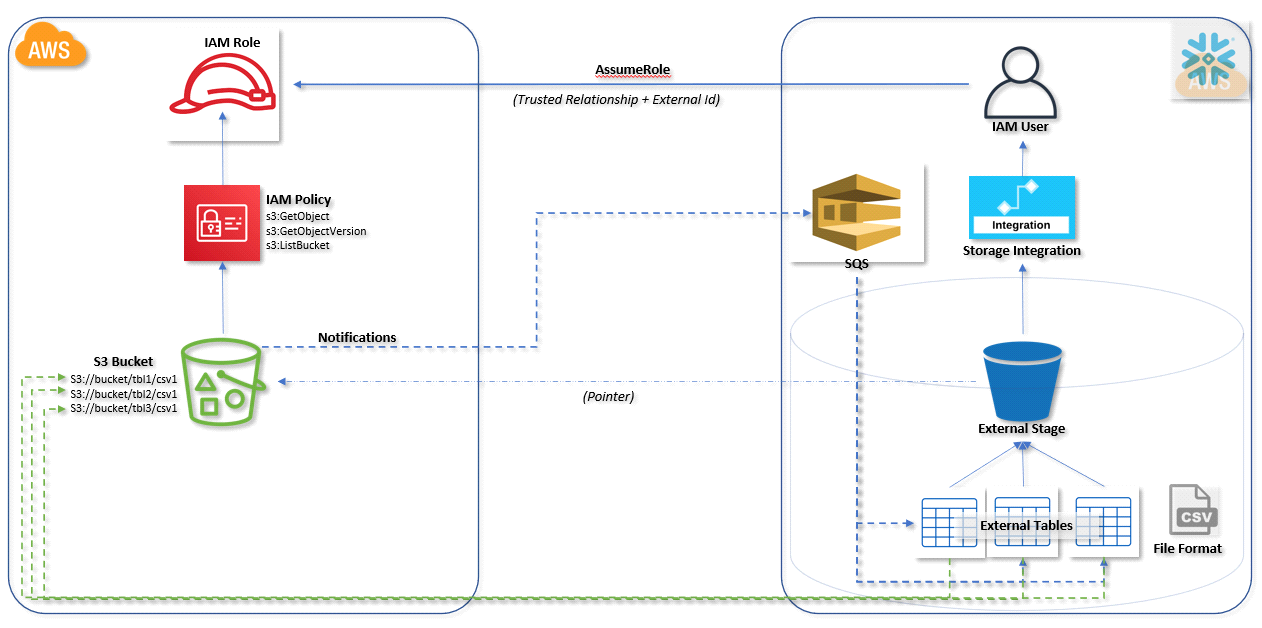 AWS
IAM Role
AssumeRole
(Trusted Relationship + External Id)
AWS
IAM User
IAM Policy
s3:GetObject
s3:GetObjectVersion
s3:ListBucket
Integration
Storage Integration
SQS
Notifications
S3 Bucket
S3://bucket/tbl1/csv1
S3://bucket/tbl2/csv1
S3://bucket/tbl3/csv1
(Pointer)
External Stage
External Tables
CSV
File Format